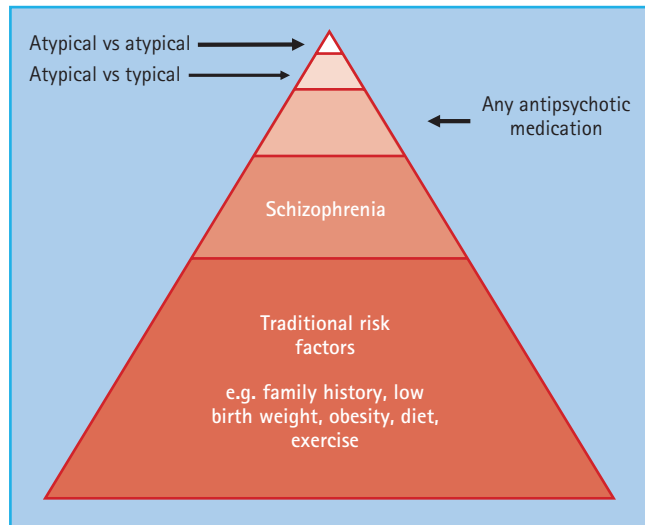 Atypical vs atypical
Atypical vs typical
Any antipsychotic
medication
Schizophrenia
Traditional risk
factors
e.g. family history, low
birth weight, obesity, diet,
exercise